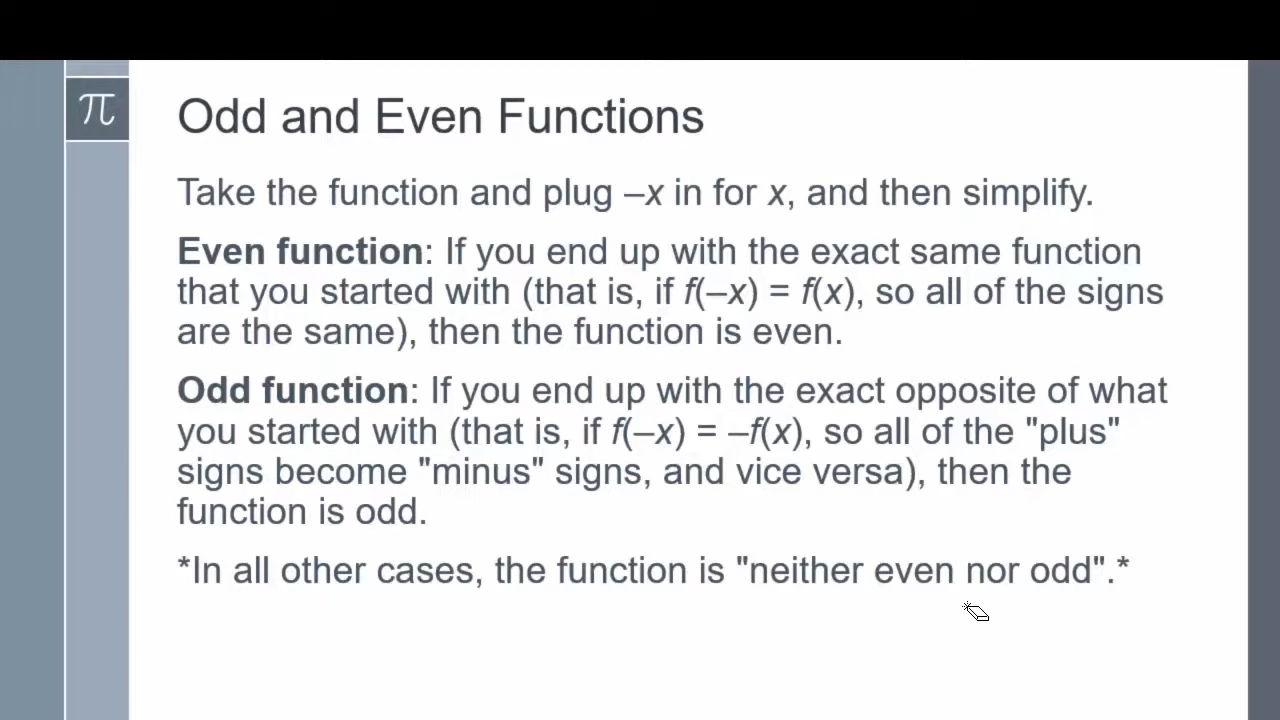 π
Odd and Even Functions
Take the function and plug –x in for x, and then simplify.
Even function: If you end up with the exact same function
that you started with (that is, if f(–x) = f(x), so all of the signs
are the same), then the function is even.
Odd function: If you end up with the exact opposite of what
you started with (that is, if f(–x) = –f(x), so all of the "plus"
signs become "minus" signs, and vice versa), then the
function is odd.
*In all other cases, the function is "neither even nor odd".*